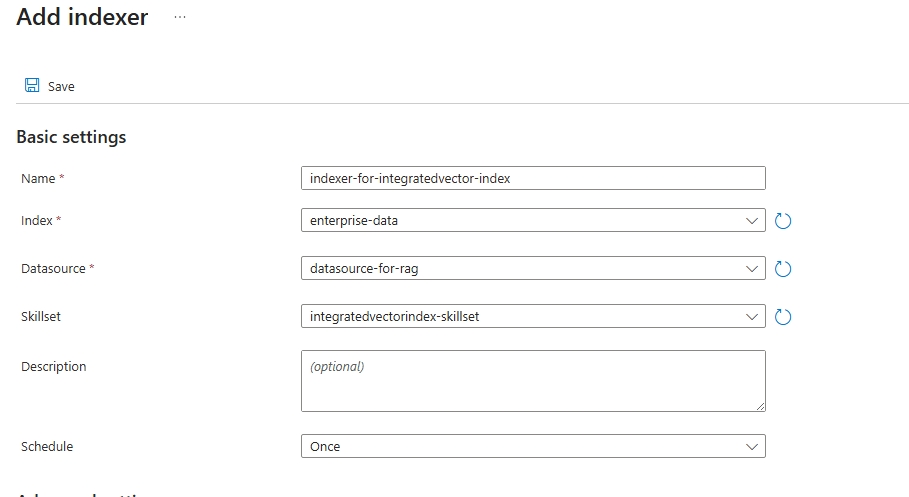 Add indexer ...
Save
Basic settings
Name *
indexer-for-integratedvector-index
Index *
enterprise-data
Datasource *
datasource-for-rag
Skillset
integratedvectorindex-skillset
Description
(optional)
Schedule
Once